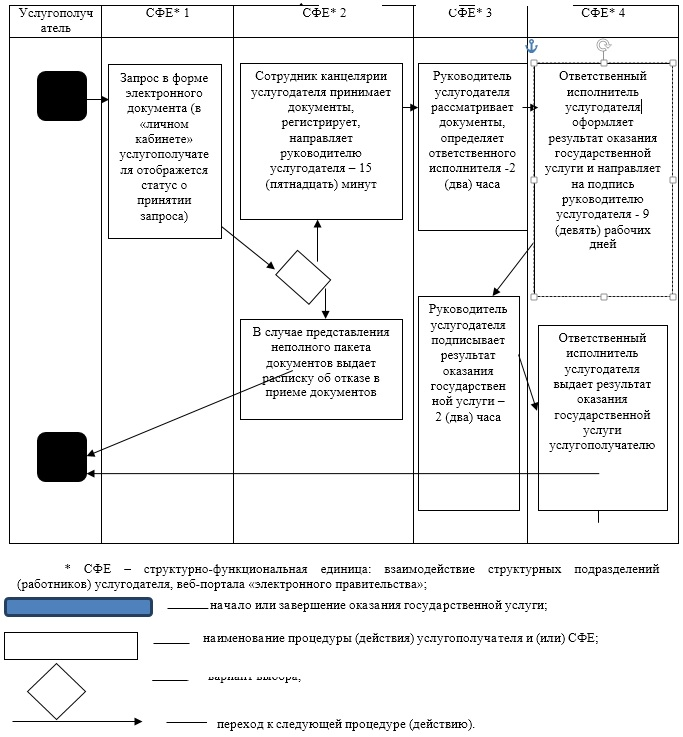 Услугополуч
атель
СФЕ* 1
СФЕ* 2
СФЕ* 3
СФЕ* 4
Запрос в форме
электронного
документа (в
«личном
кабинете»
услугополучате
ля отображется
статус о
принятии
запроса)
Сотрудник канцелярии
услугодателя принимает
документы,
регистрирует,
направляет
руководителю
услугодателя – 15
(пятнадцать) минут
Руководитель
услугодателя
рассматривает
документы,
определяет
ответственного
исполнителя -2
(два) часа
Ответственный
исполнитель
услугодателя
оформляет
результат оказания
государственной
услуги и направляет
на подпись
руководителю
услугодателя - 9
(девять) рабочих
дней
В случае представления
неполного пакета
документов выдает
расписку об отказе в
приеме документов
Руководитель
услугодателя
подписывает
результат
оказания
государствен
ной услуги –
2 (два) часа
Ответственный
исполнитель
услугодателя
выдает результат
оказания
государственной
услуги
услугополучателю
* СФЕ – структурно-функциональная единица: взаимодействие структурных подразделений
(работников) услугодателя, веб-портала «электронного правительства»;
начало или завершение оказания государственной услуги;
наименование процедуры (действия) услугополучателя и (или) СФЕ;
вариант выбора;
переход к следующей процедуре (действию).